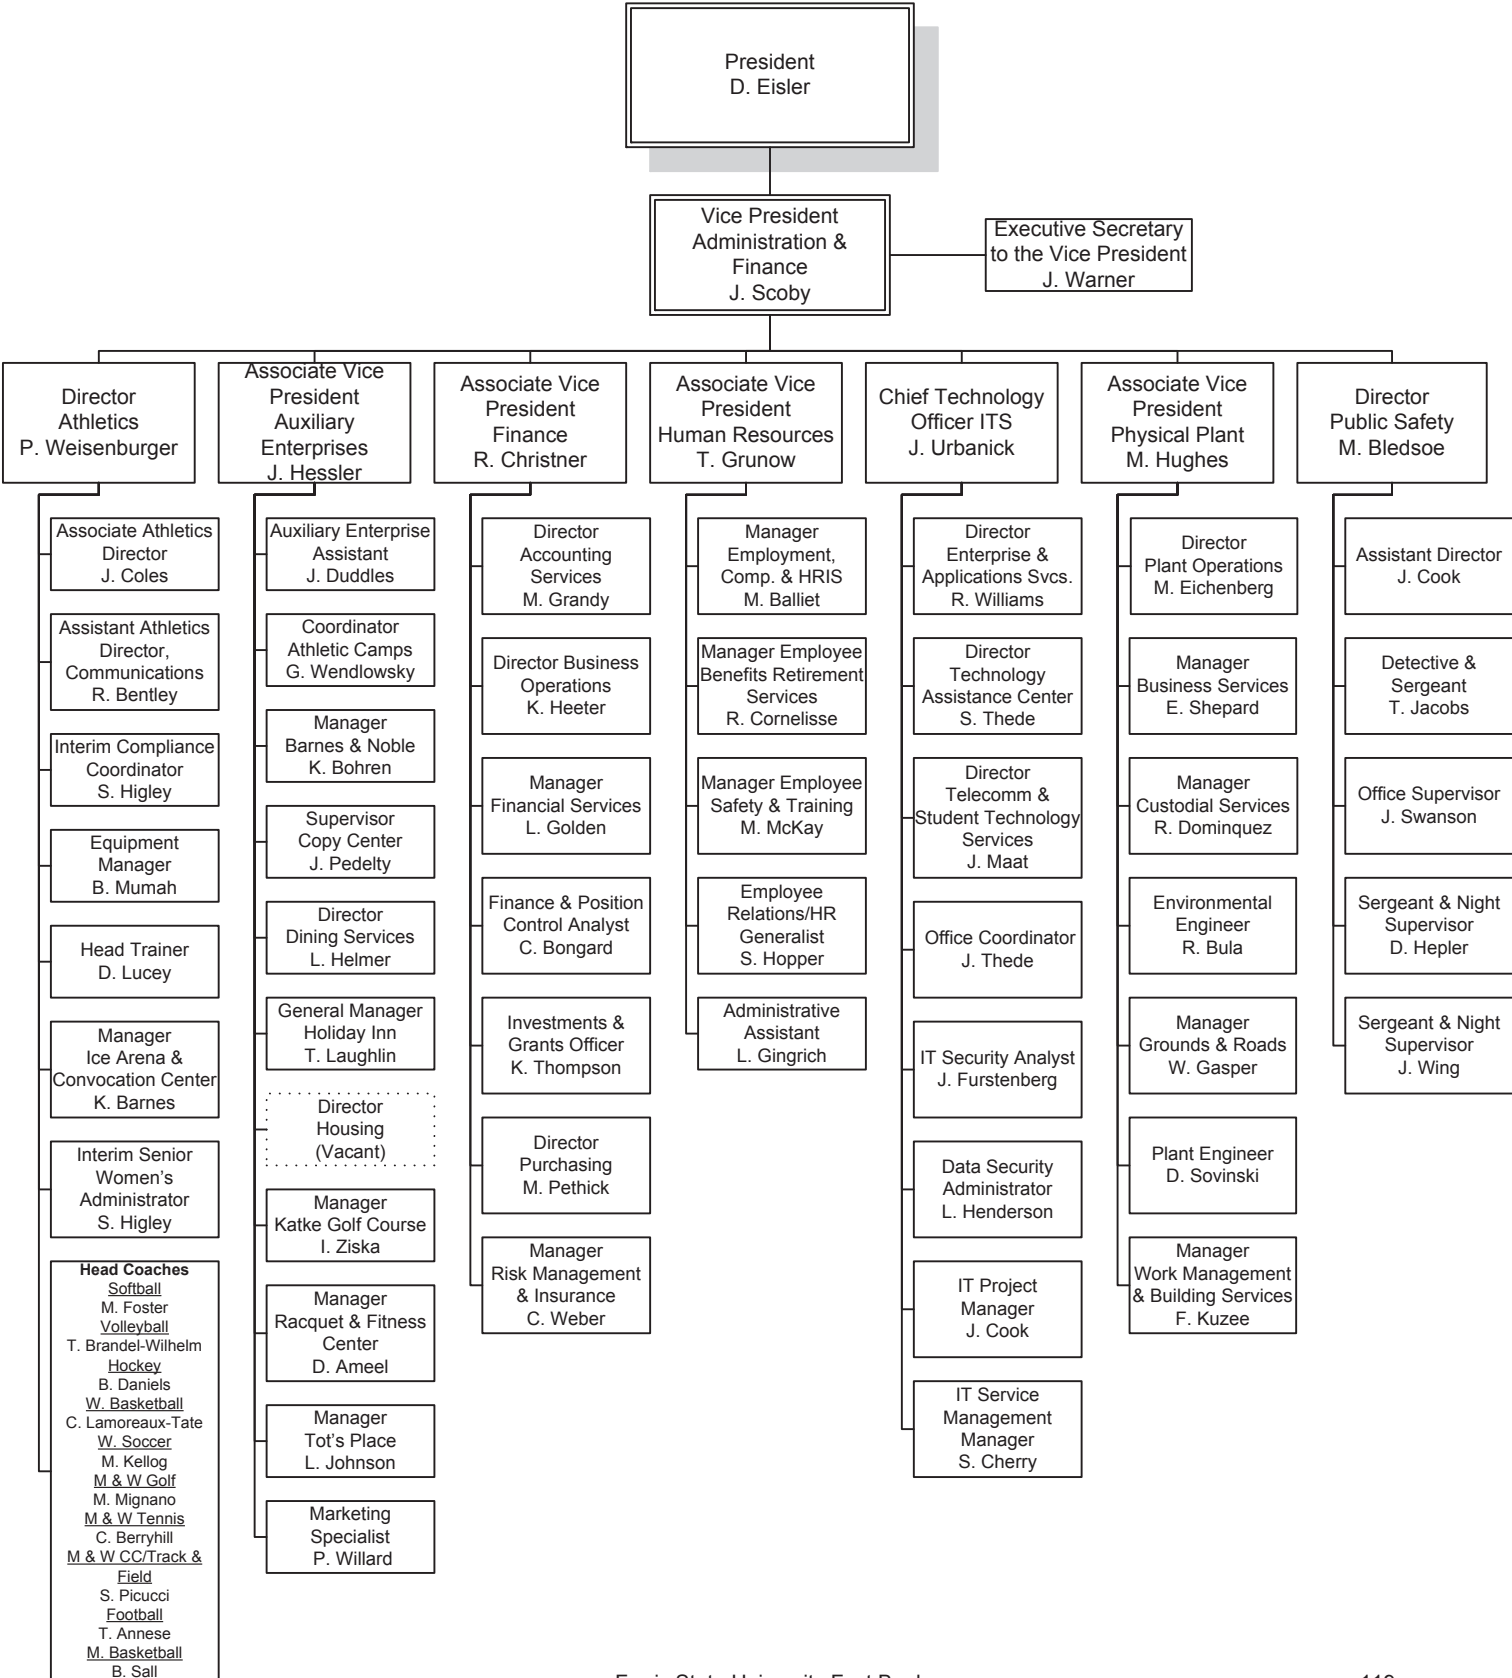 President
D. Eisler
Vice President
Administration &
Finance
J. Scoby
Executive Secretary
to the Vice President
J. Warner
Director
Athletics
P. Weisenburger
Associate Vice
President
Auxiliary
Enterprises
J. Hessler
Associate Vice
President
Finance
R. Christner
Associate Vice
President
Human Resources
T. Grunow
Chief Technology
Officer ITS
J. Urbanick
Associate Vice
President
Physical Plant
M. Hughes
Director
Public Safety
M. Bledsoe
Associate Athletics
Director
J. Coles
Assistant Athletics
Director,
Communications
R. Bentley
Interim Compliance
Coordinator
S. Higley
Equipment
Manager
B. Mumah
Head Trainer
D. Lucey
Manager
Ice Arena &
Convocation Center
K. Barnes
Interim Senior
Women's
Administrator
S. Higley
Head Coaches
Softball
M. Foster
Volleyball
T. Brandel-Wilhelm
Hockey
B. Daniels
W. Basketball
C. Lamoreaux-Tate
W. Soccer
M. Kellog
M & W Golf
M. Mignano
M & W Tennis
C. Berryhill
M & W CC/Track &
Field
S. Picucci
Football
T. Annese
M. Basketball
B. Sall
Auxiliary Enterprise
Assistant
J. Duddles
Coordinator
Athletic Camps
G. Wendlowsky
Manager
Barnes & Noble
K. Bohren
Supervisor
Copy Center
J. Pedelty
Director
Dining Services
L. Helmer
General Manager
Holiday Inn
T. Laughlin
Director
Housing
(Vacant)
Manager
Katke Golf Course
I. Ziska
Manager
Racquet & Fitness
Center
D. Ameel
Manager
Tot's Place
L. Johnson
Marketing
Specialist
P. Willard
Director
Accounting
Services
M. Grandy
Director Business
Operations
K. Heeter
Manager
Financial Services
L. Golden
Finance & Position
Control Analyst
C. Bongard
Investments &
Grants Officer
K. Thompson
Director
Purchasing
M. Pethick
Manager
Risk Management
& Insurance
C. Weber
Manager
Employment,
Comp. & HRIS
M. Balliet
Manager Employee
Benefits Retirement
Services
R. Cornelisse
Manager Employee
Safety & Training
M. McKay
Employee
Relations/HR
Generalist
S. Hopper
Administrative
Assistant
L. Gingrich
Director
Enterprise &
Applications Svcs.
R. Williams
Director
Technology
Assistance Center
S. Thede
Director
Telecomm &
Student Technology
Services
J. Maat
Office Coordinator
J. Thede
IT Security Analyst
J. Furstenberg
Data Security
Administrator
L. Henderson
IT Project
Manager
J. Cook
IT Service
Management
Manager
S. Cherry
Director
Plant Operations
M. Eichenberg
Manager
Business Services
E. Shepard
Manager
Custodial Services
R. Dominquez
Environmental
Engineer
R. Bula
Manager
Grounds & Roads
W. Gasper
Plant Engineer
D. Sovinski
Manager
Work Management
& Building Services
F. Kuzee
Assistant Director
J. Cook
Detective &
Sergeant
T. Jacobs
Office Supervisor
J. Swanson
Sergeant & Night
Supervisor
D. Hepler
Sergeant & Night
Supervisor
J. Wing